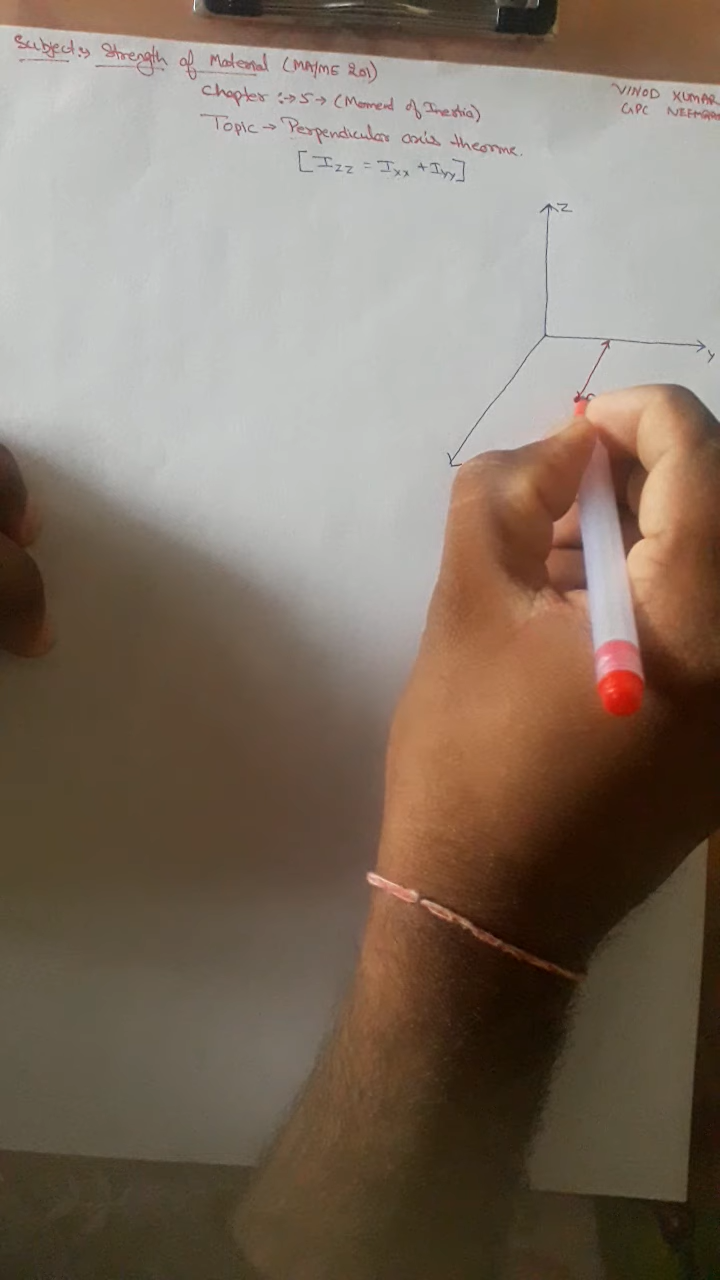 Subject:→ Strength of Material (MA/ME 201)
VINOD KUMAR
Chapter :→ 5 → (Moment of Inertia)
GPC
Topic → Perpendicular axis theorme.
[Izz = Ixx + Iyy]
z
y